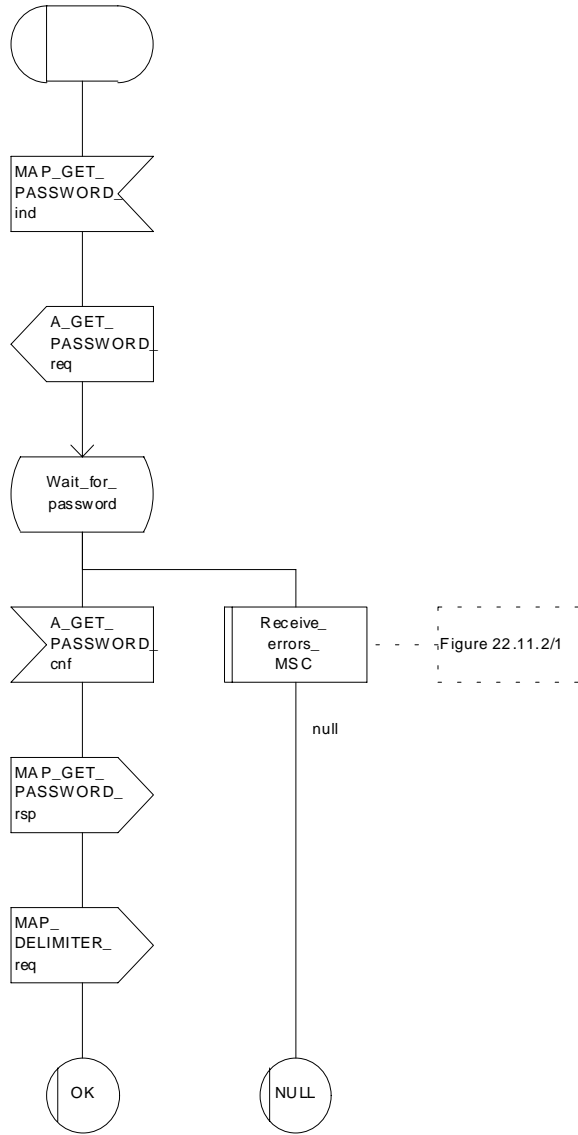 MAP_GET_
PASSWORD_
ind
A_GET_
PASSWORD_
req
Wait_for_
password
A_GET_
PASSWORD_
cnf
Receive_
errors_
MSC
Figure 22.11.2/1
null
MAP_GET_
PASSWORD_
rsp
MAP_
DELIMITER_
req
OK
NULL